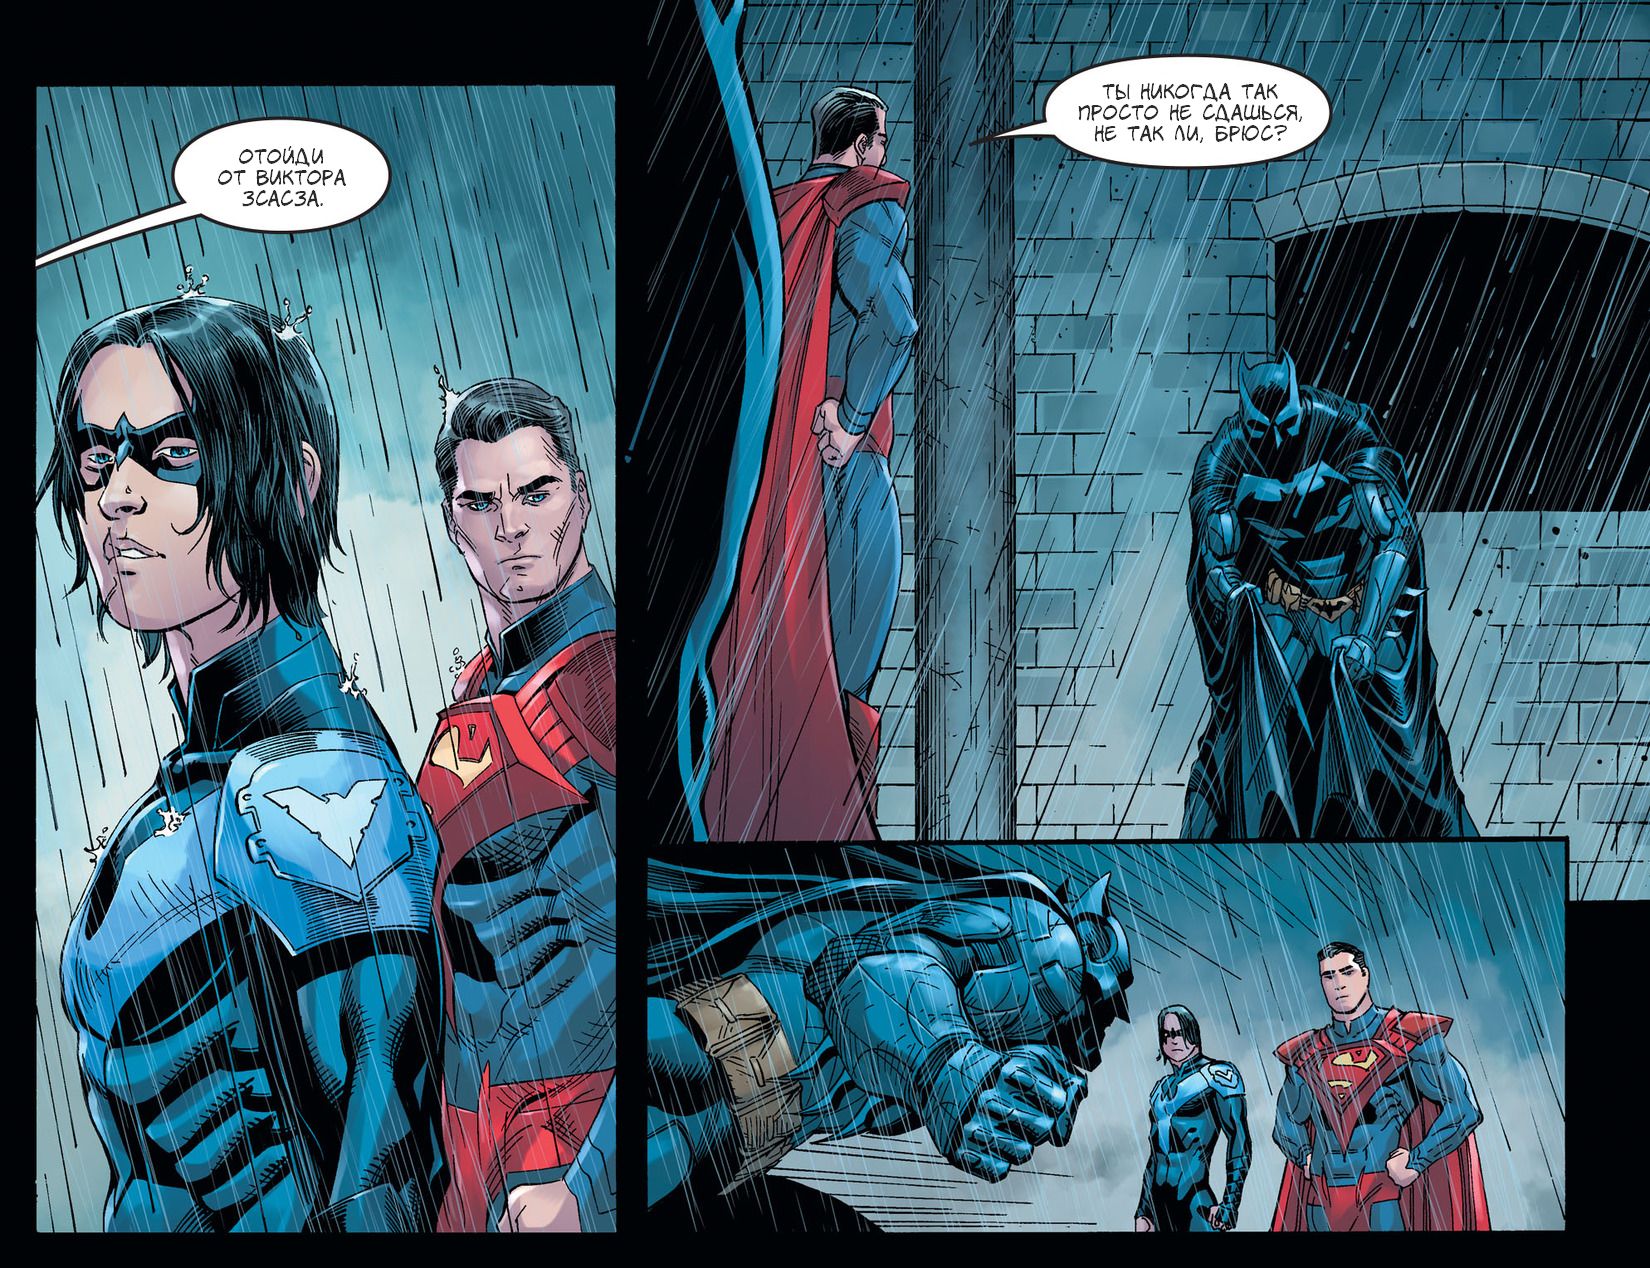 ОТОЙДИ
ОТ ВИКТОРА
ЗСАСЗА.
ТЫ НИКОГДА ТАК
ПРОСТО НЕ СДАШЬСЯ,
НЕ ТАК ЛИ, БРЮС?